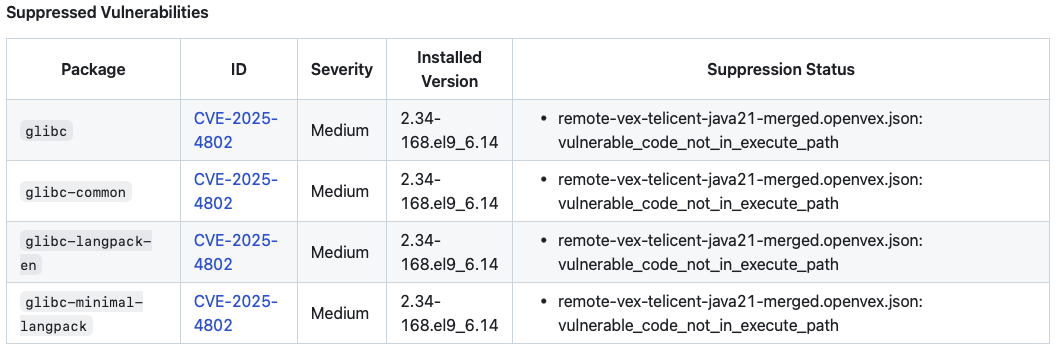 Suppressed Vulnerabilities
Package
ID
Severity
Installed
Version
Suppression Status
glibc
CVE-2025-
4802
Medium
2.34-
168.el9_6.14
• remote-vex-telicent-java21-merged.openvex.json:
vulnerable_code_not_in_execute_path
glibc-common
CVE-2025-
4802
Medium
2.34-
168.el9_6.14
• remote-vex-telicent-java21-merged.openvex.json:
vulnerable_code_not_in_execute_path
glibc-langpack-
en
CVE-2025-
4802
Medium
2.34-
168.el9_6.14
• remote-vex-telicent-java21-merged.openvex.json:
vulnerable_code_not_in_execute_path
glibc-minimal-
langpack
CVE-2025-
4802
Medium
2.34-
168.el9_6.14
• remote-vex-telicent-java21-merged.openvex.json:
vulnerable_code_not_in_execute_path